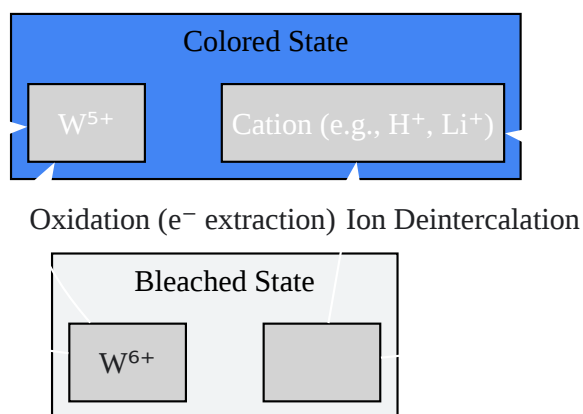 Colored State
W⁵⁺
Cation (e.g., H⁺, Li⁺)
Oxidation (e⁻ extraction)
Ion Deintercalation
Bleached State
W⁶⁺